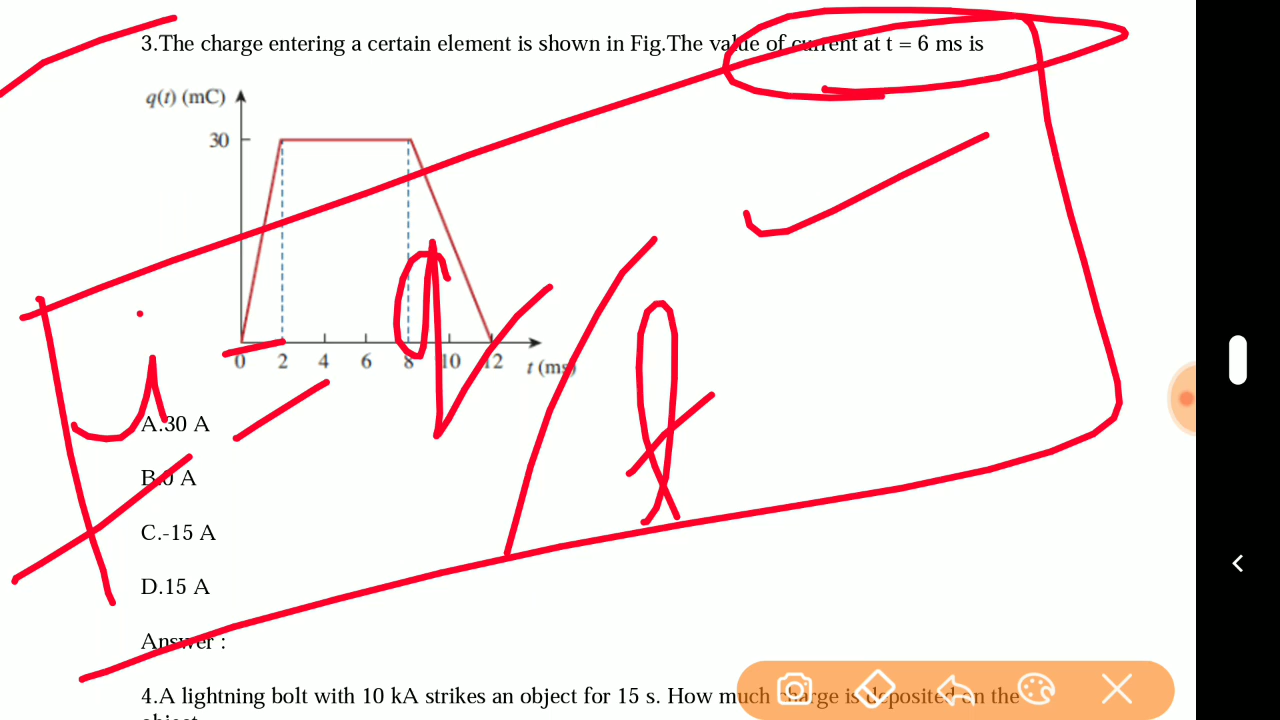 3.The charge entering a certain element is shown in Fig.The value of current at t = 6 ms is
q(t) (mC)
30
0 2 4 6 8 10 12 t (ms)
i q / t
A.30 A
B.0 A
C.-15 A
D.15 A
Answer :
4.A lightning bolt with 10 kA strikes an object for 15 s. How much charge is deposited on the